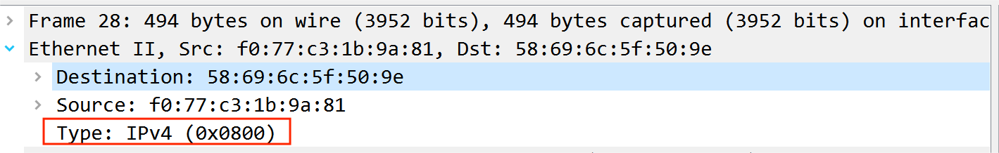 Frame 28: 494 bytes on wire (3952 bits), 494 bytes captured (3952 bits) on interfac
Ethernet II, Src: f0:77:c3:1b:9a:81, Dst: 58:69:6c:5f:50:9e
Destination: 58:69:6c:5f:50:9e
Source: f0:77:c3:1b:9a:81
Type: IPv4 (0x0800)